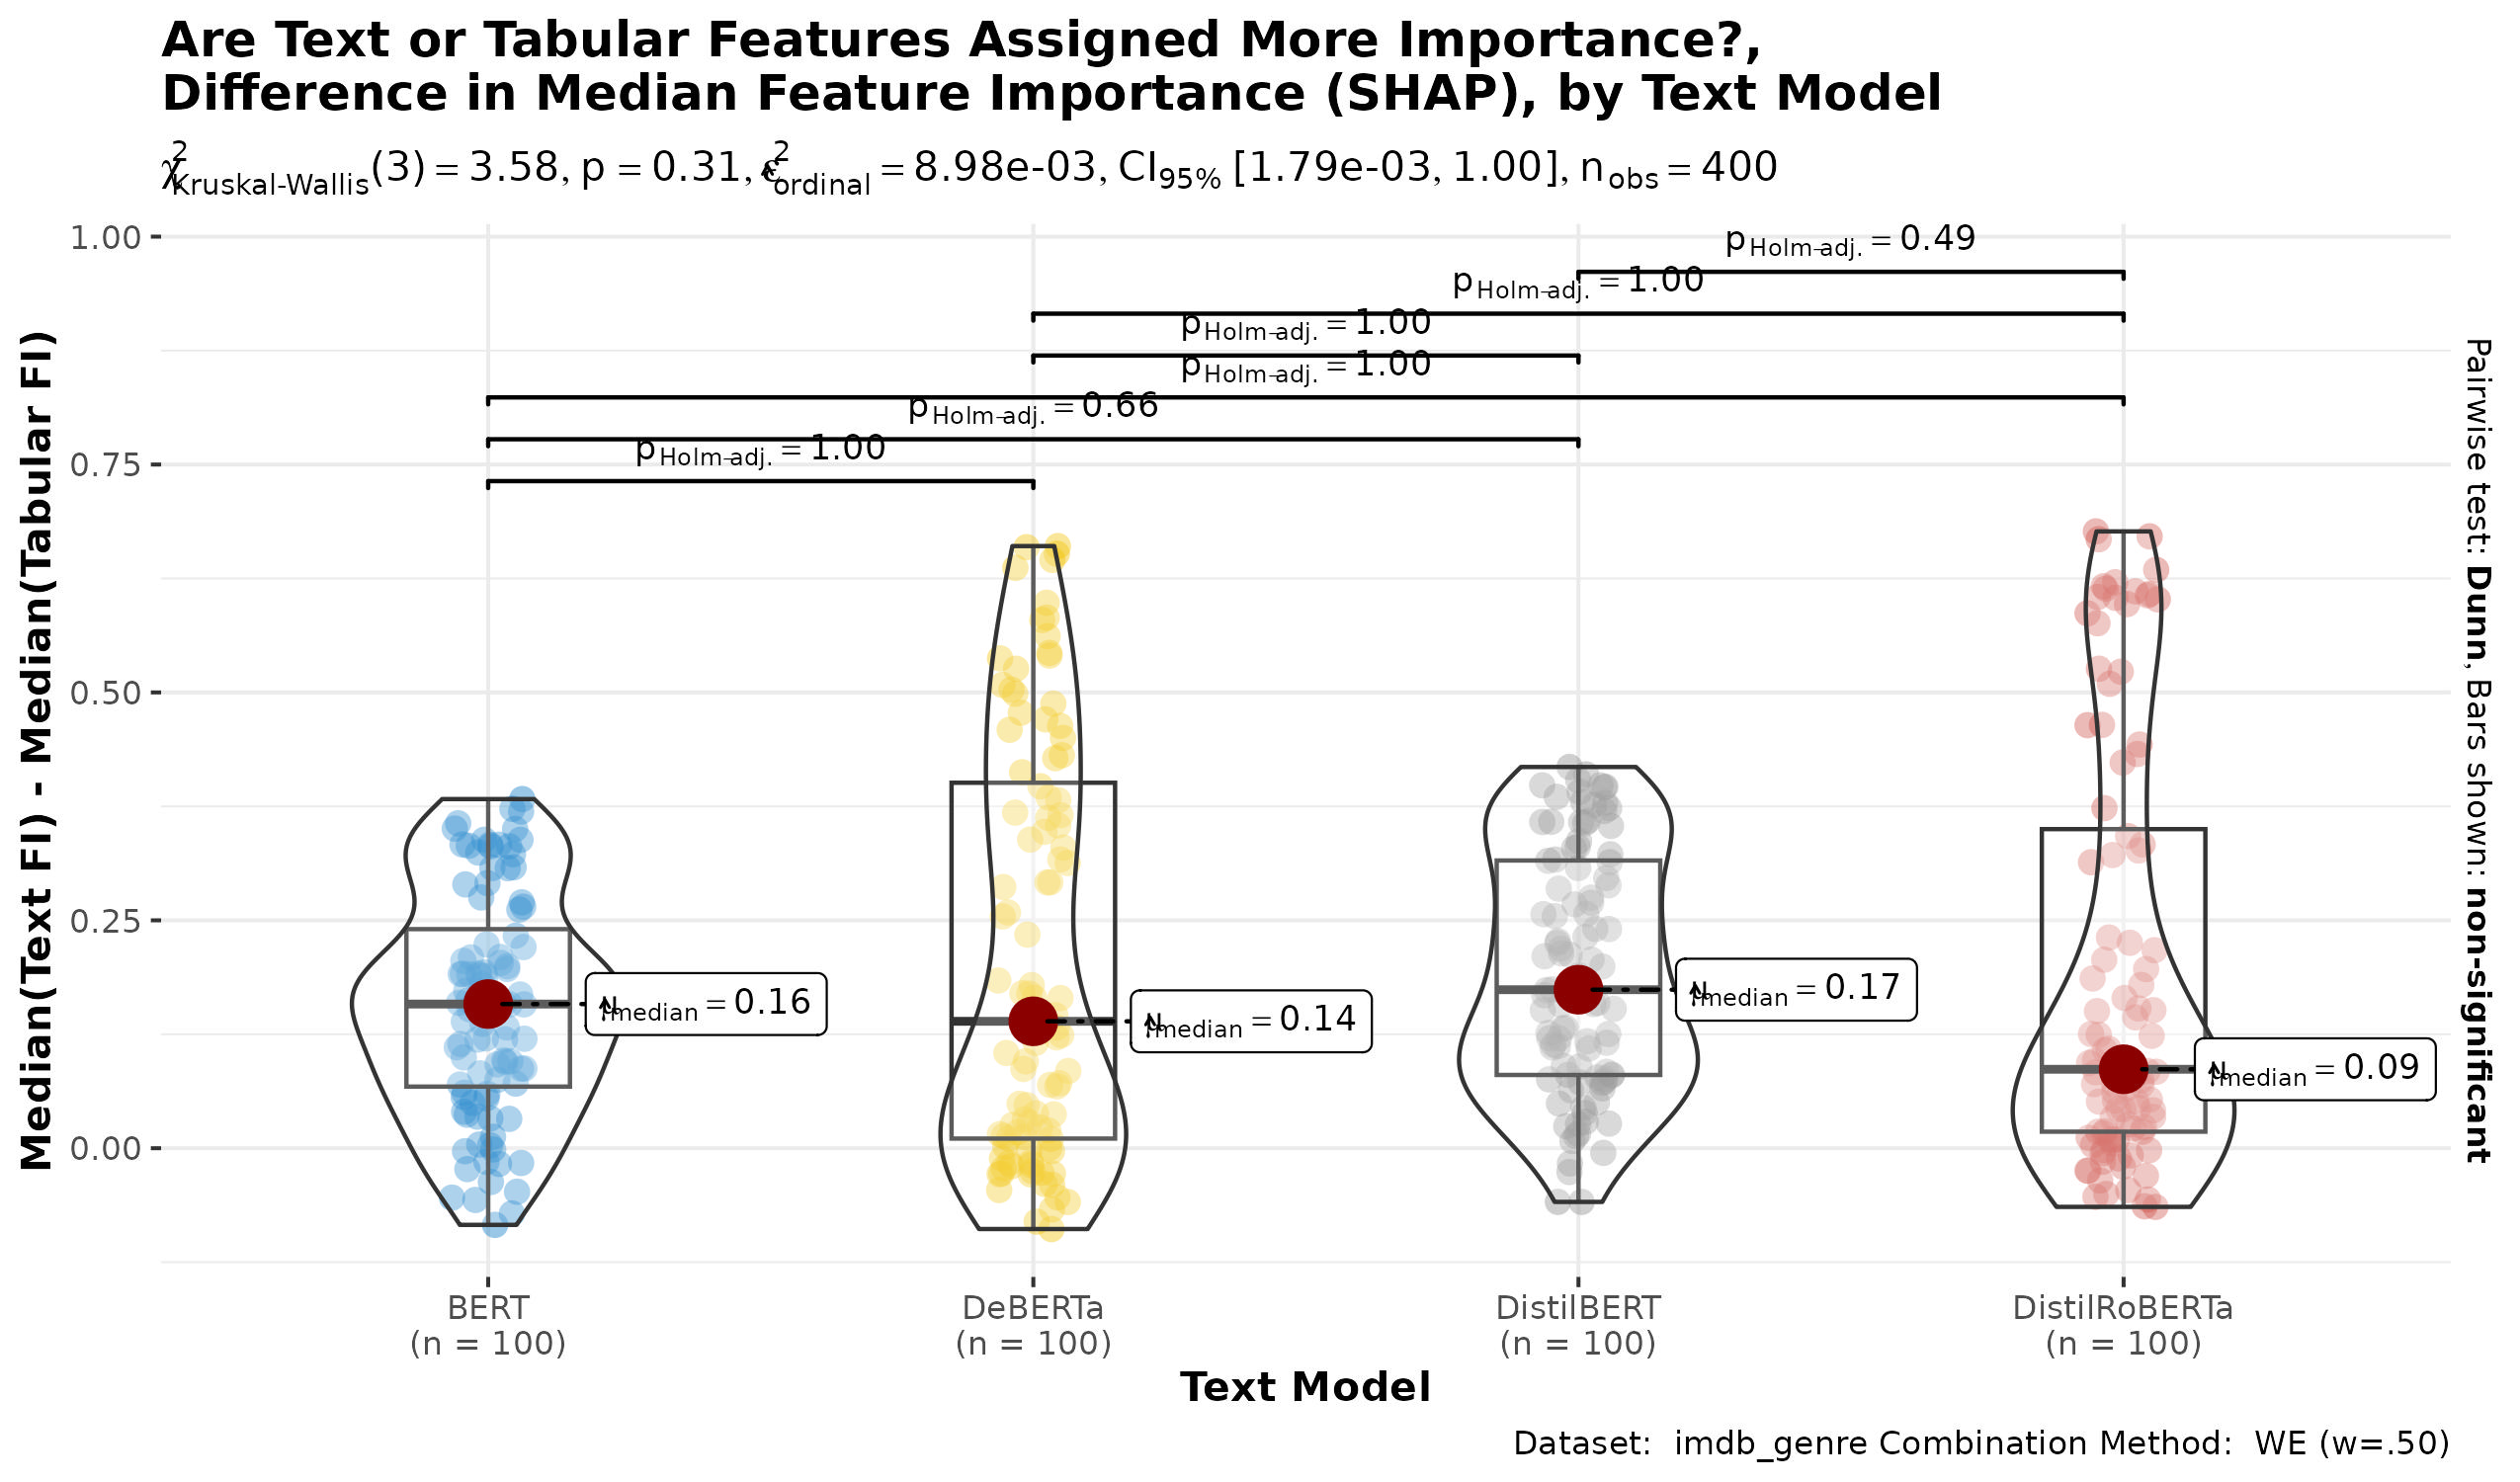 Are Text or Tabular Features Assigned More Importance?,
Difference in Median Feature Importance (SHAP), by Text Model
χ²Kruskal-Wallis(3) = 3.58, p = 0.31, ε̂²ordinal = 8.98e-03, CI95% [1.79e-03, 1.00], nobs = 400
Median(Text FI) - Median(Tabular FI)
1.00
0.75
0.50
0.25
0.00
pHolm-adj. = 0.49
pHolm-adj. = 1.00
pHolm-adj. = 1.00
pHolm-adj. = 1.00
pHolm-adj. = 0.66
pHolm-adj. = 1.00
μ̂median = 0.16
μ̂median = 0.14
μ̂median = 0.17
μ̂median = 0.09
Pairwise test: Dunn, Bars shown: non-significant
BERT
(n = 100)
DeBERTa
(n = 100)
DistilBERT
(n = 100)
DistilRoBERTa
(n = 100)
Text Model
Dataset: imdb_genre Combination Method: WE (w=.50)